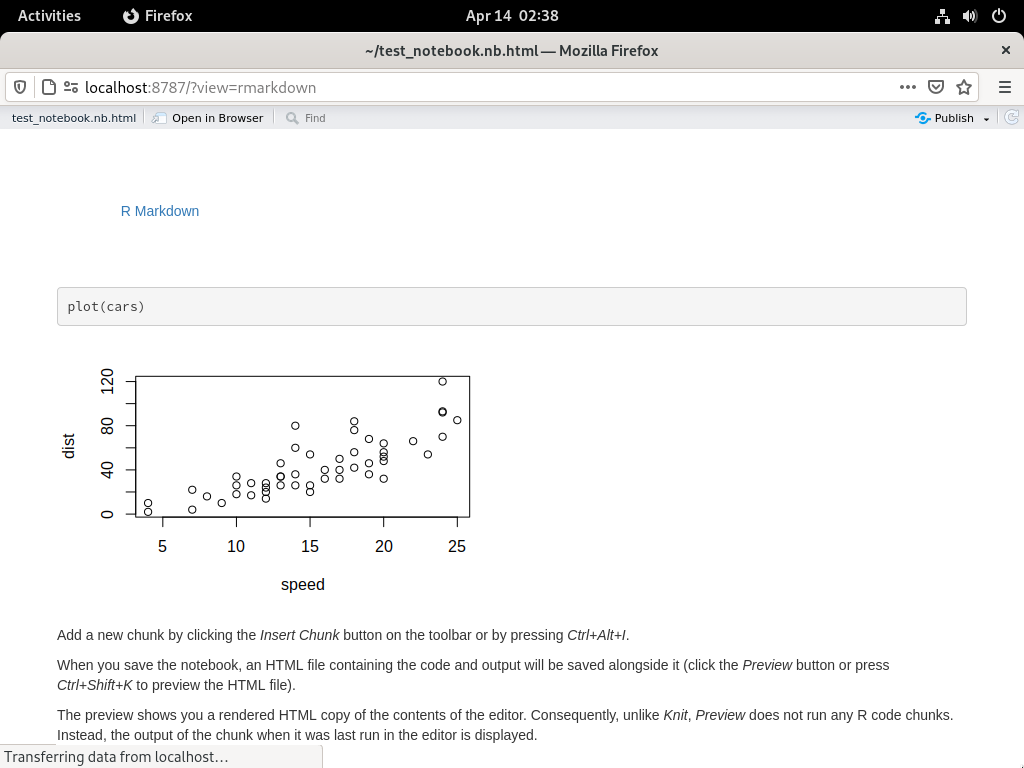 Activities Firefox Apr 14 02:38
~/test_notebook.nb.html — Mozilla Firefox
localhost:8787/?view=rmarkdown
test_notebook.nb.html Open in Browser Find Publish
R Markdown
plot(cars)
120
80
40
0
dist
5 10 15 20 25
speed
Add a new chunk by clicking the Insert Chunk button on the toolbar or by pressing Ctrl+Alt+I.
When you save the notebook, an HTML file containing the code and output will be saved alongside it (click the Preview button or press
Ctrl+Shift+K to preview the HTML file).
The preview shows you a rendered HTML copy of the contents of the editor. Consequently, unlike Knit, Preview does not run any R code chunks.
Instead, the output of the chunk when it was last run in the editor is displayed.
Transferring data from localhost…